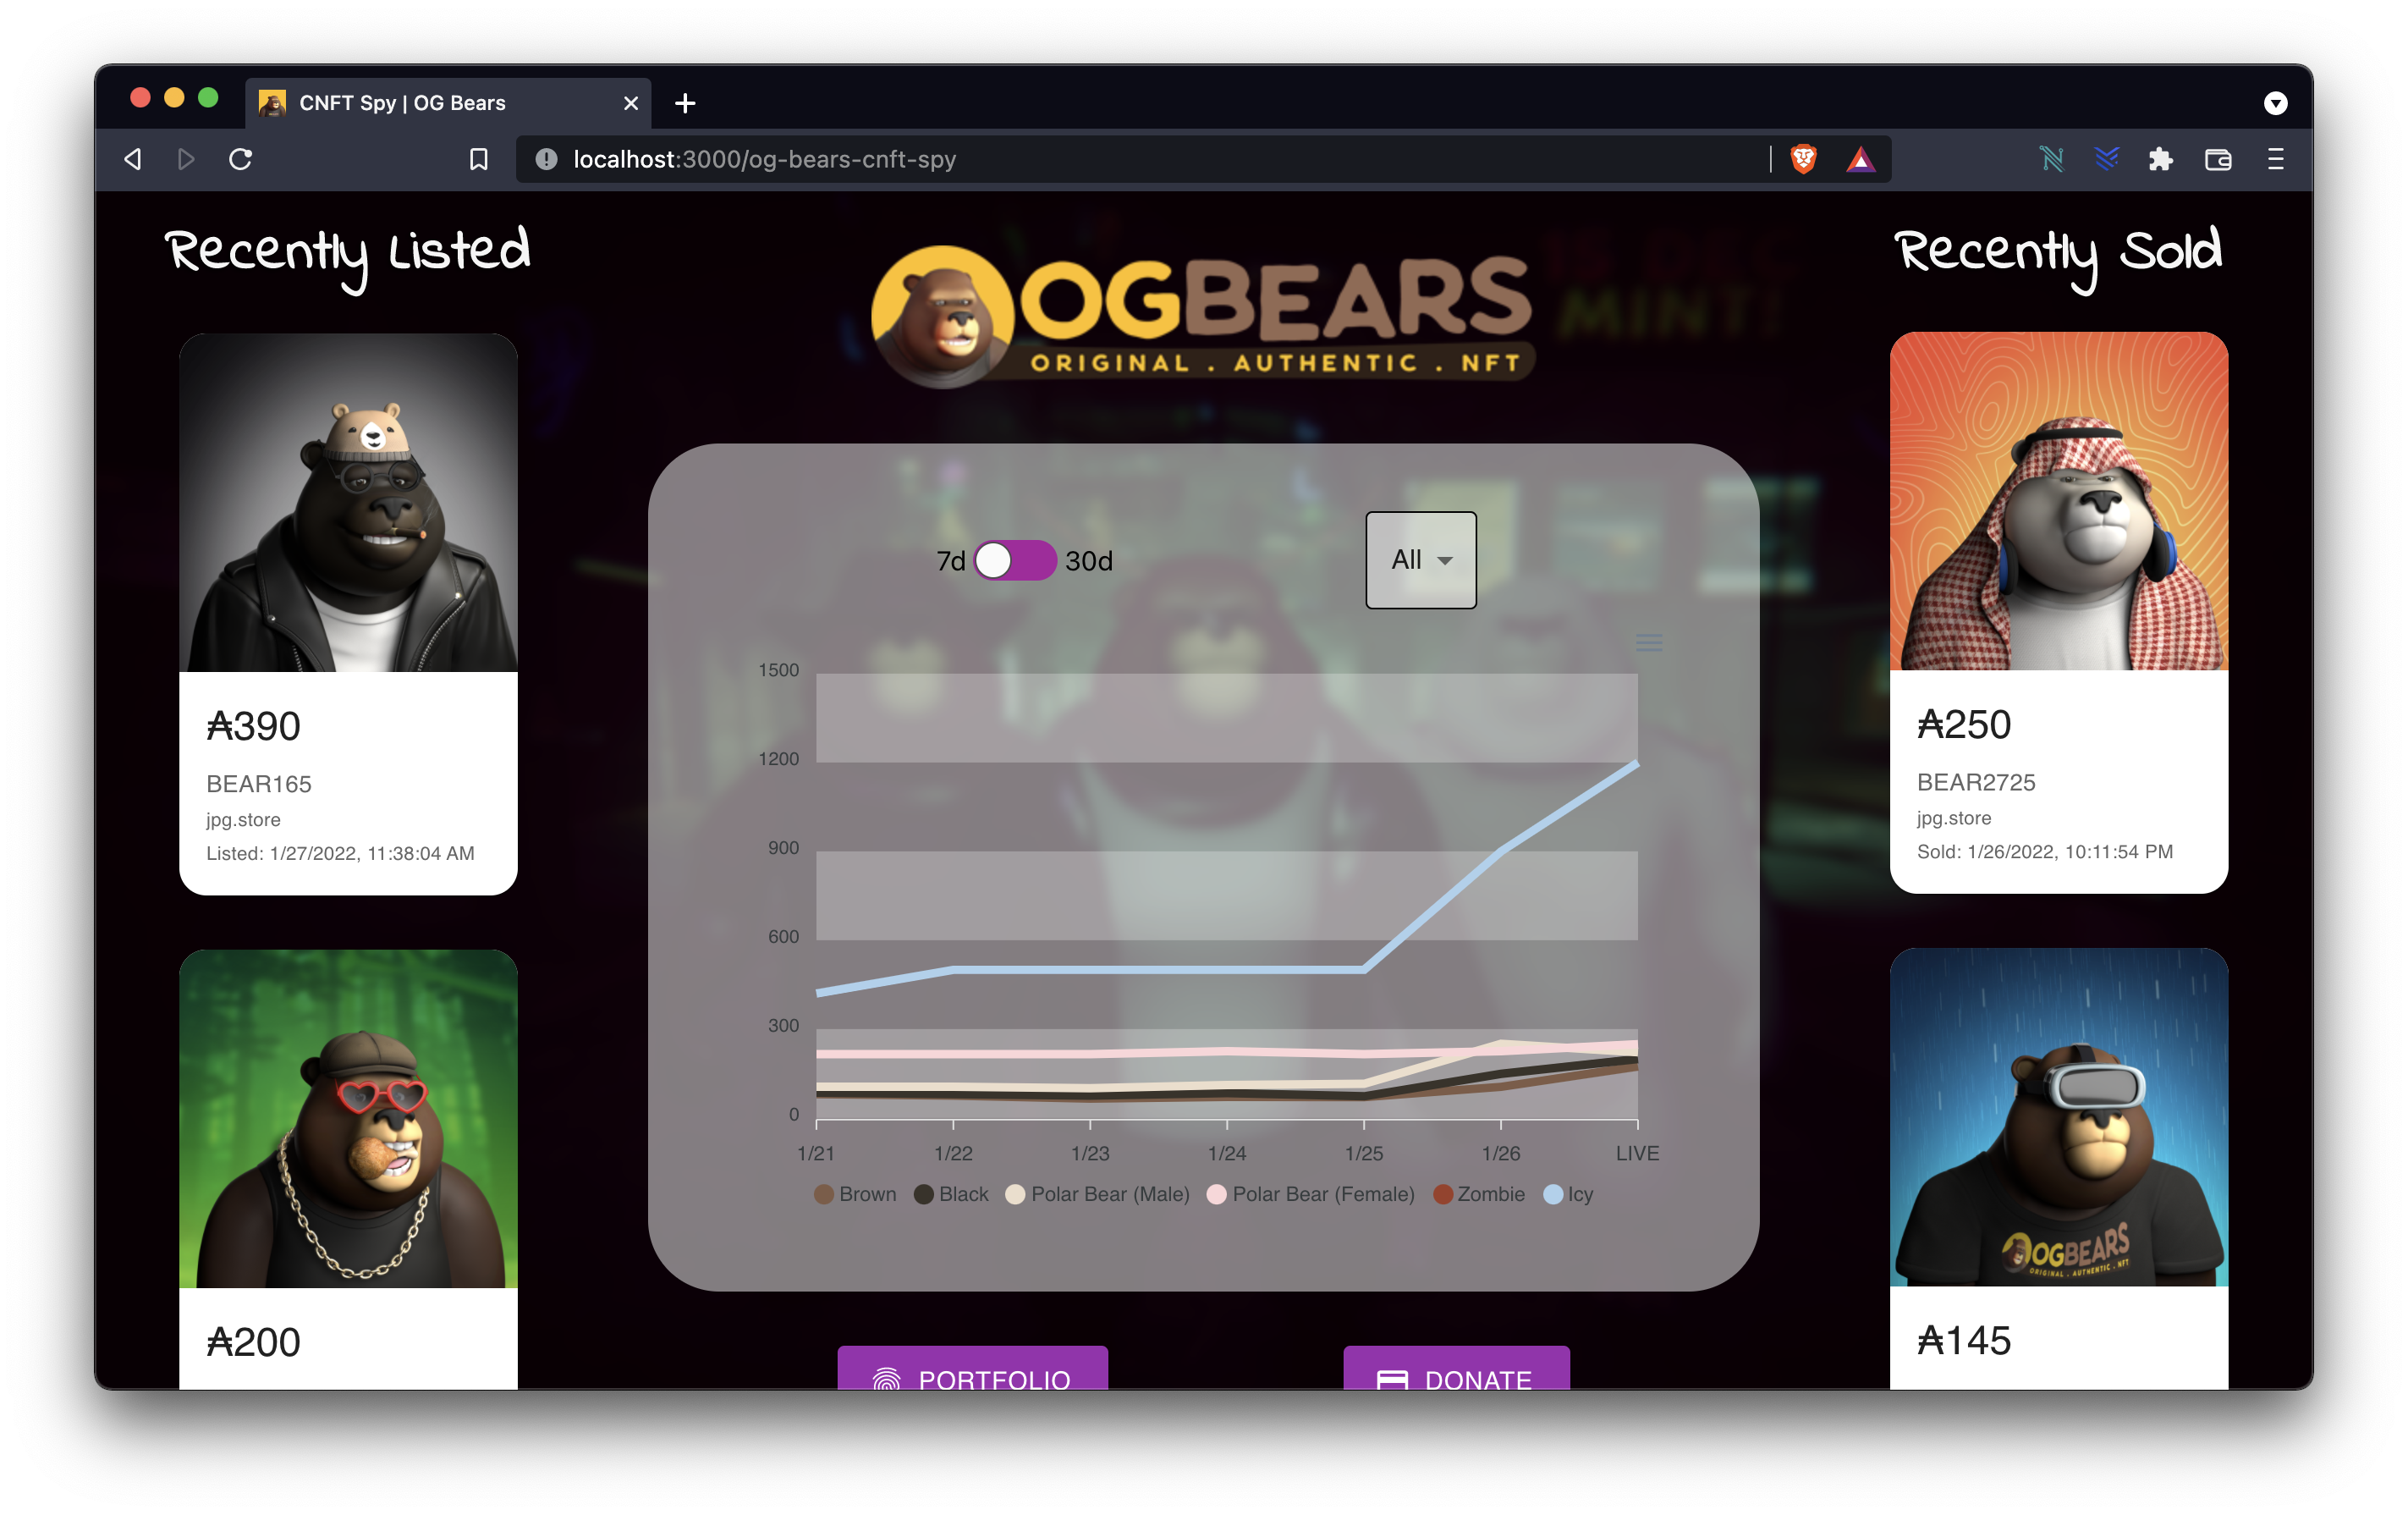 CNFT Spy | OG Bears
localhost:3000/og-bears-cnft-spy
Recently Listed
₳390
BEAR165
jpg.store
Listed: 1/27/2022, 11:38:04 AM
₳200
OGBEARS
ORIGINAL . AUTHENTIC . NFT
15 DEC
MINT!
7d
30d
All
1500
1200
900
600
300
0
1/21 1/22 1/23 1/24 1/25 1/26 LIVE
Brown Black Polar Bear (Male) Polar Bear (Female) Zombie Icy
PORTFOLIO
DONATE
Recently Sold
₳250
BEAR2725
jpg.store
Sold: 1/26/2022, 10:11:54 PM
OGBEARS
ORIGINAL . AUTHENTIC . NFT
₳145